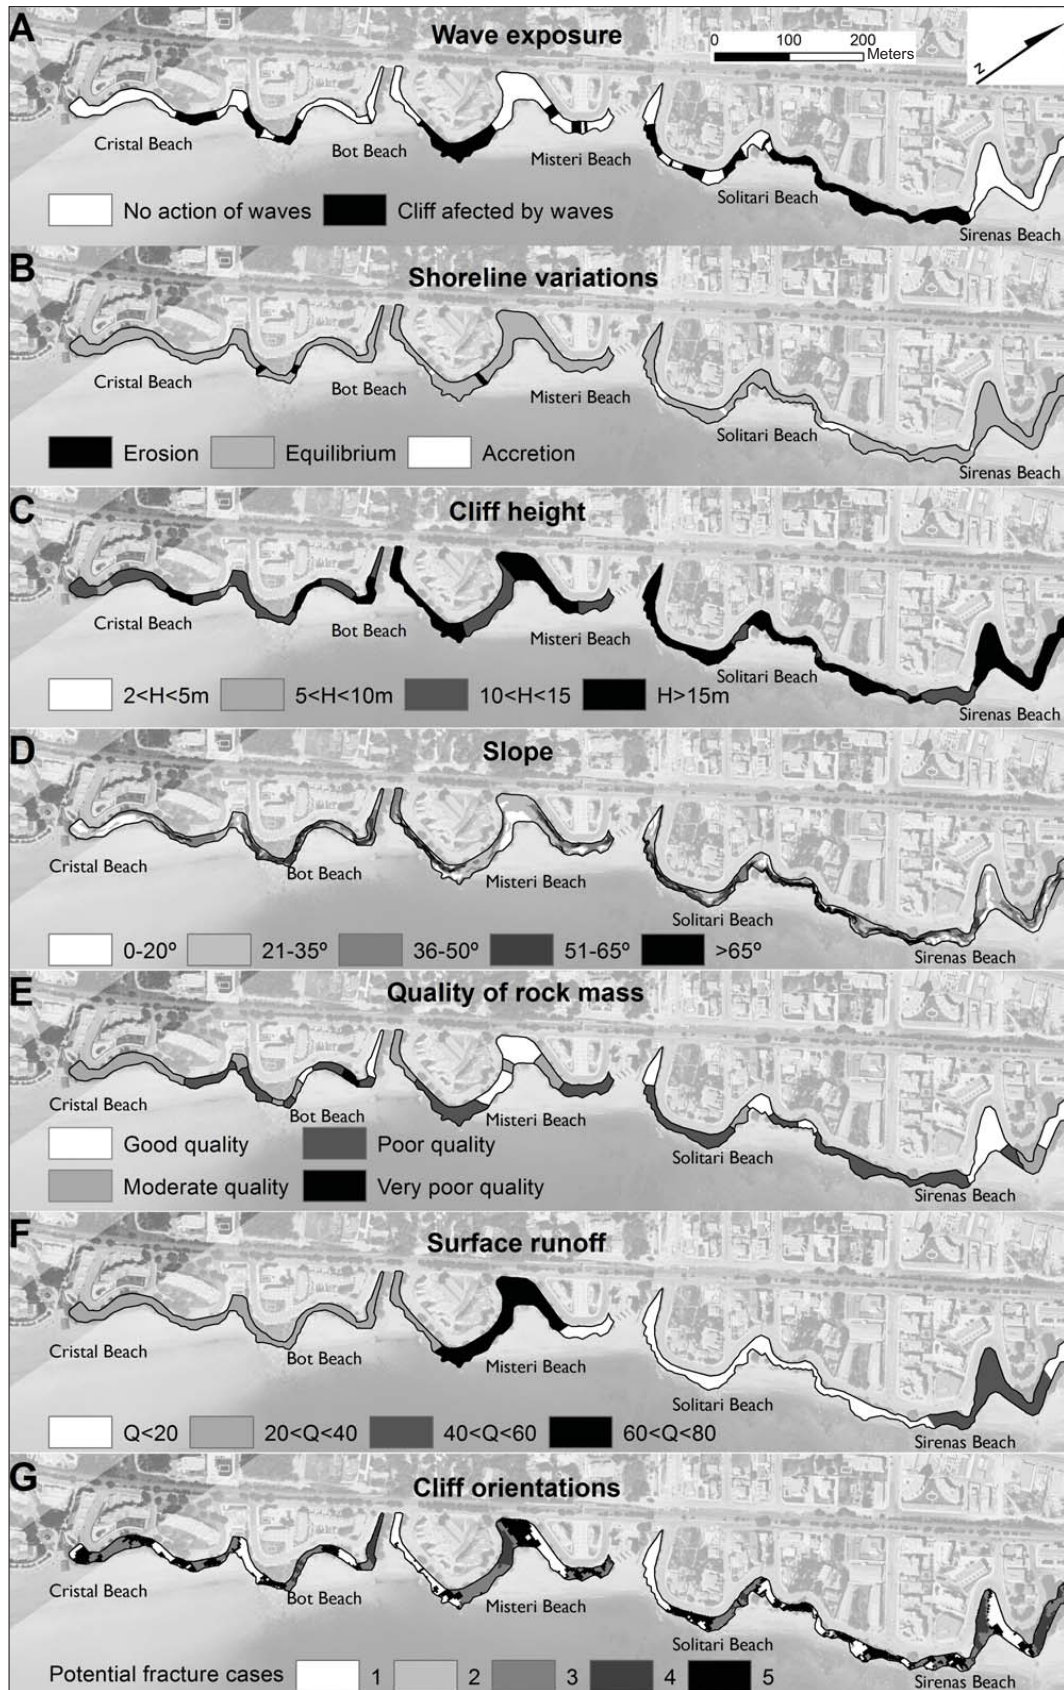 A
Wave exposure
0 100 200
Meters
N
Cristal Beach
Bot Beach
Misteri Beach
Solitari Beach
Sirenas Beach
No action of waves
Cliff afected by waves
B
Shoreline variations
Cristal Beach
Bot Beach
Misteri Beach
Solitari Beach
Sirenas Beach
Erosion
Equilibrium
Accretion
C
Cliff height
Cristal Beach
Bot Beach
Misteri Beach
Solitari Beach
Sirenas Beach
2<H<5m
5<H<10m
10<H<15
H>15m
D
Slope
Cristal Beach
Bot Beach
Misteri Beach
Solitari Beach
Sirenas Beach
0-20º
21-35º
36-50º
51-65º
>65º
E
Quality of rock mass
Cristal Beach
Bot Beach
Misteri Beach
Solitari Beach
Sirenas Beach
Good quality
Poor quality
Moderate quality
Very poor quality
F
Surface runoff
Cristal Beach
Bot Beach
Misteri Beach
Solitari Beach
Sirenas Beach
Q<20
20<Q<40
40<Q<60
60<Q<80
G
Cliff orientations
Cristal Beach
Bot Beach
Misteri Beach
Solitari Beach
Sirenas Beach
Potential fracture cases
1
2
3
4
5